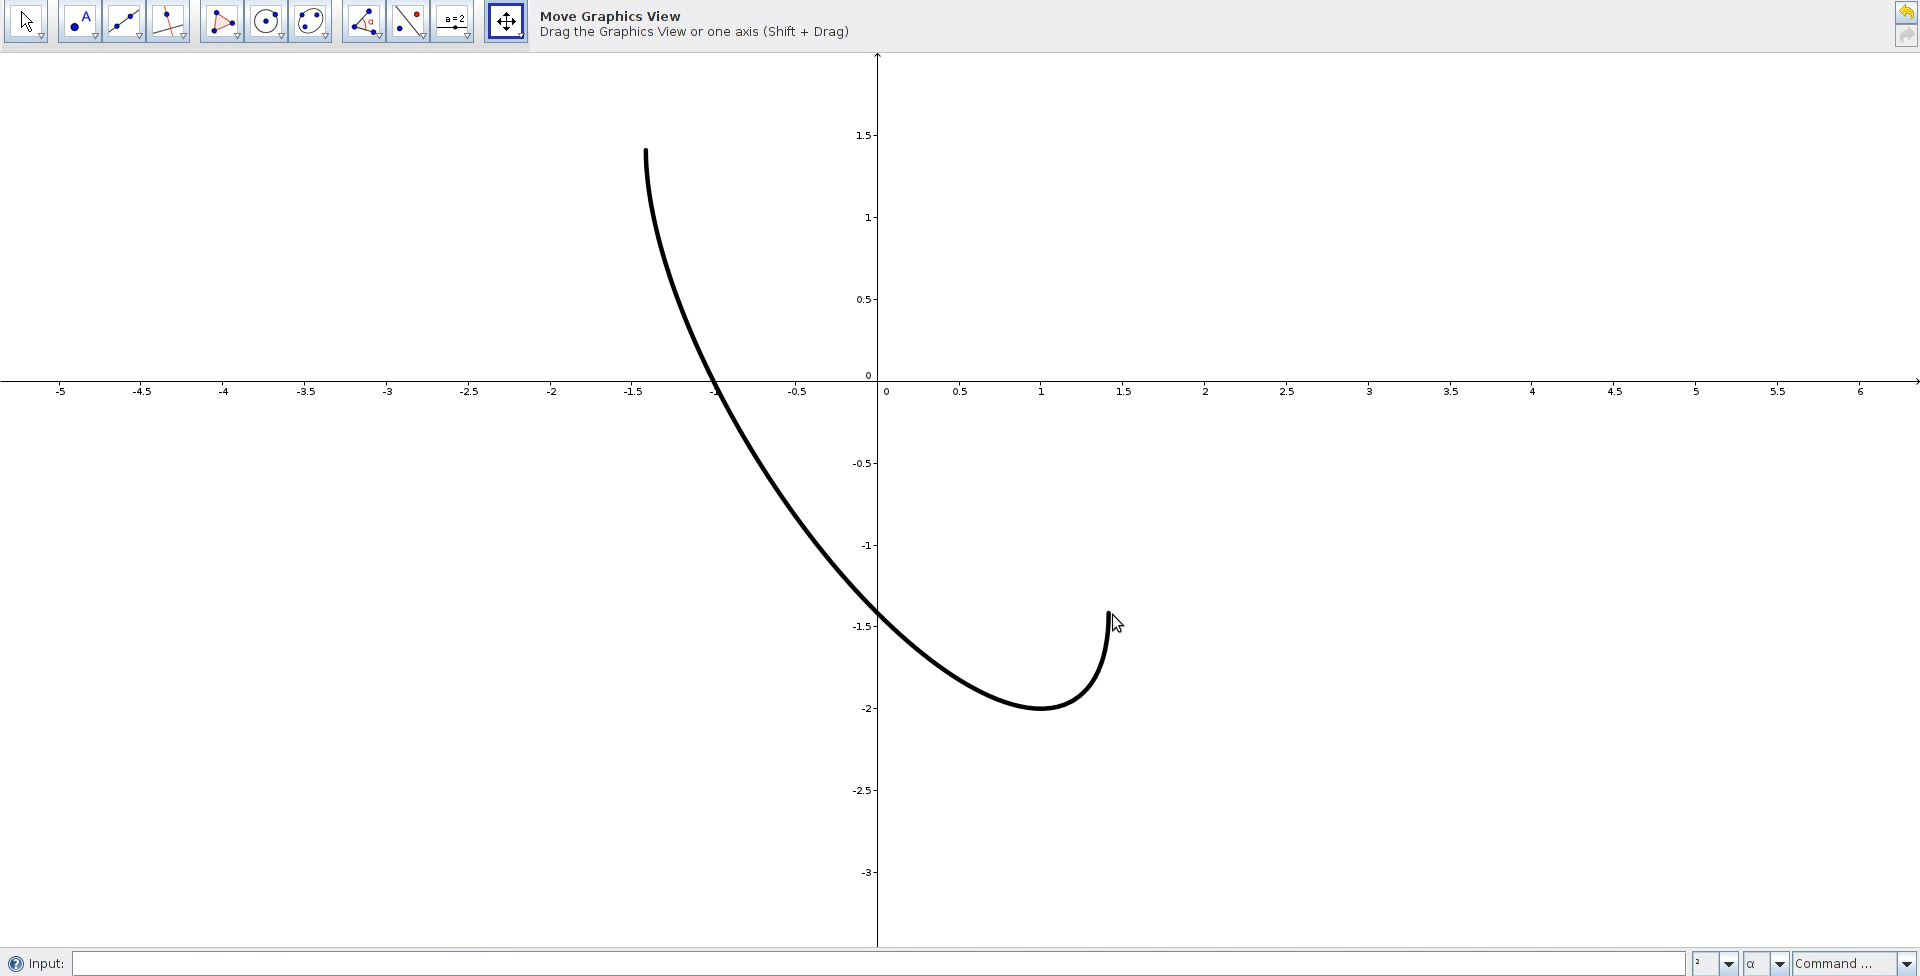 A
α
a = 2
Move Graphics View
Drag the Graphics View or one axis (Shift + Drag)
1.5
1
0.5
0
-5 -4.5 -4 -3.5 -3 -2.5 -2 -1.5 -1 -0.5 0 0.5 1 1.5 2 2.5 3 3.5 4 4.5 5 5.5 6
-0.5
-1
-1.5
-2
-2.5
-3
Input: ² α Command ...